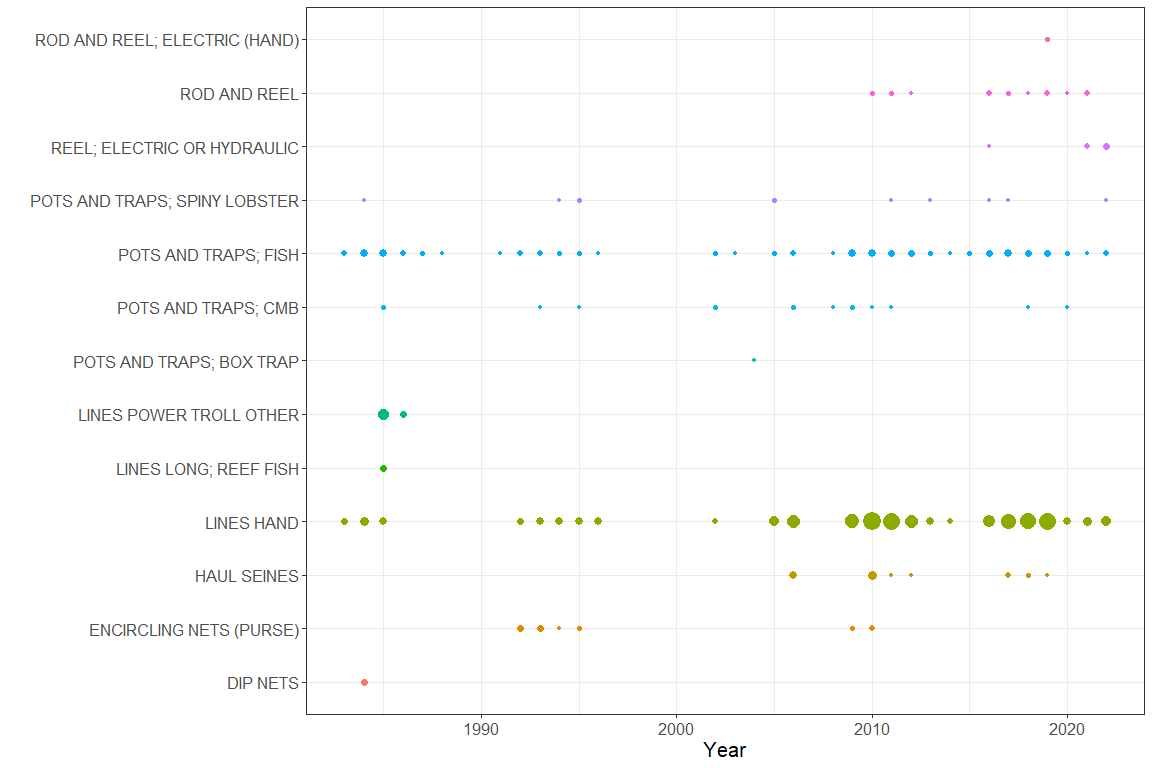 ROD AND REEL; ELECTRIC (HAND)
ROD AND REEL
REEL; ELECTRIC OR HYDRAULIC
POTS AND TRAPS; SPINY LOBSTER
POTS AND TRAPS; FISH
POTS AND TRAPS; CMB
POTS AND TRAPS; BOX TRAP
LINES POWER TROLL OTHER
LINES LONG; REEF FISH
LINES HAND
HAUL SEINES
ENCIRCLING NETS (PURSE)
DIP NETS
1990 2000 2010 2020
Year